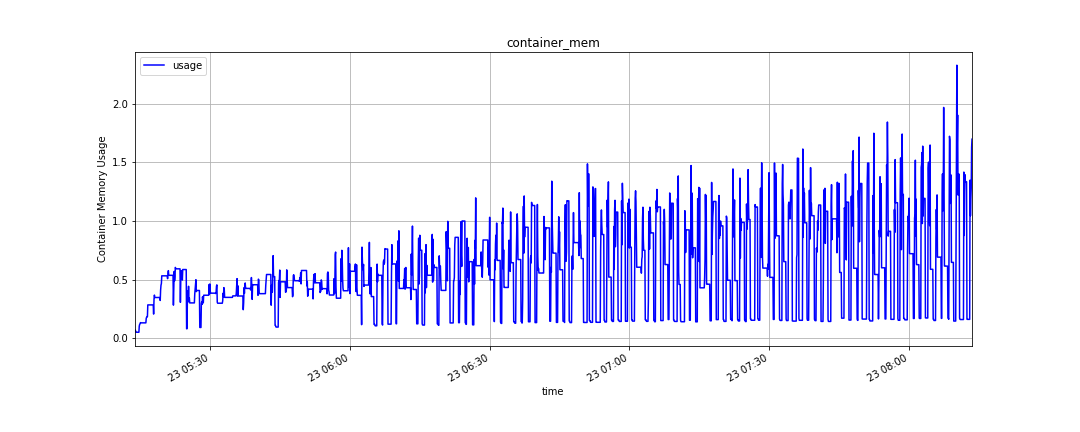 container_mem
usage
Container Memory Usage
2.0
1.5
1.0
0.5
0.0
23 05:30
23 06:00
23 06:30
23 07:00
23 07:30
23 08:00
time